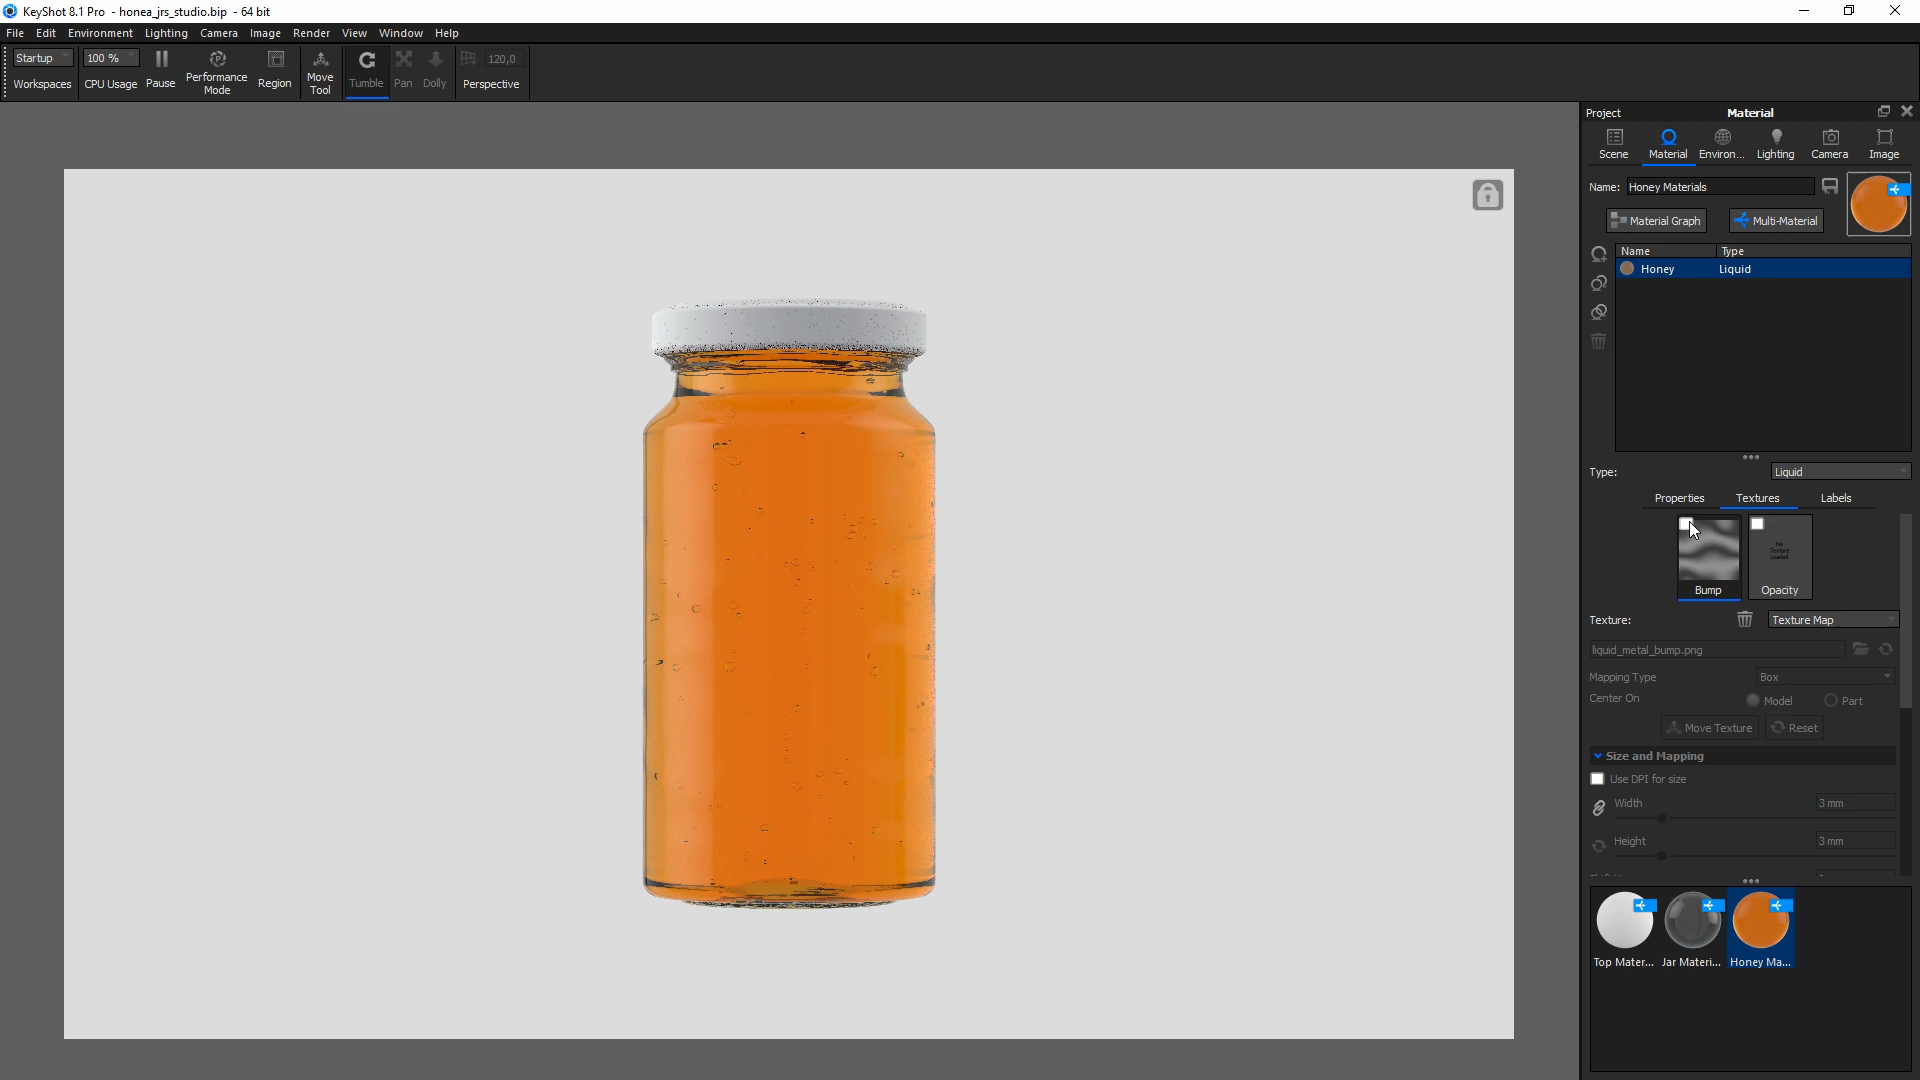 KeyShot 8.1 Pro - honea_jrs_studio.bip - 64 bit
File Edit Environment Lighting Camera Image Render View Window Help
Startup 100 % 120,0
Workspaces CPU Usage Pause Performance Mode Region Move Tool Tumble Pan Dolly Perspective
Project Material
Scene Material Environ... Lighting Camera Image
Name: Honey Materials
Material Graph Multi-Material
Name Type
Honey Liquid
Type: Liquid
Properties Textures Labels
No Texture Loaded
Bump Opacity
Texture: Texture Map
liquid_metal_bump.png
Mapping Type Box
Center On Model Part
Move Texture Reset
Size and Mapping
Use DPI for size
Width 3 mm
Height 3 mm
Top Mater... Jar Materi... Honey Ma...